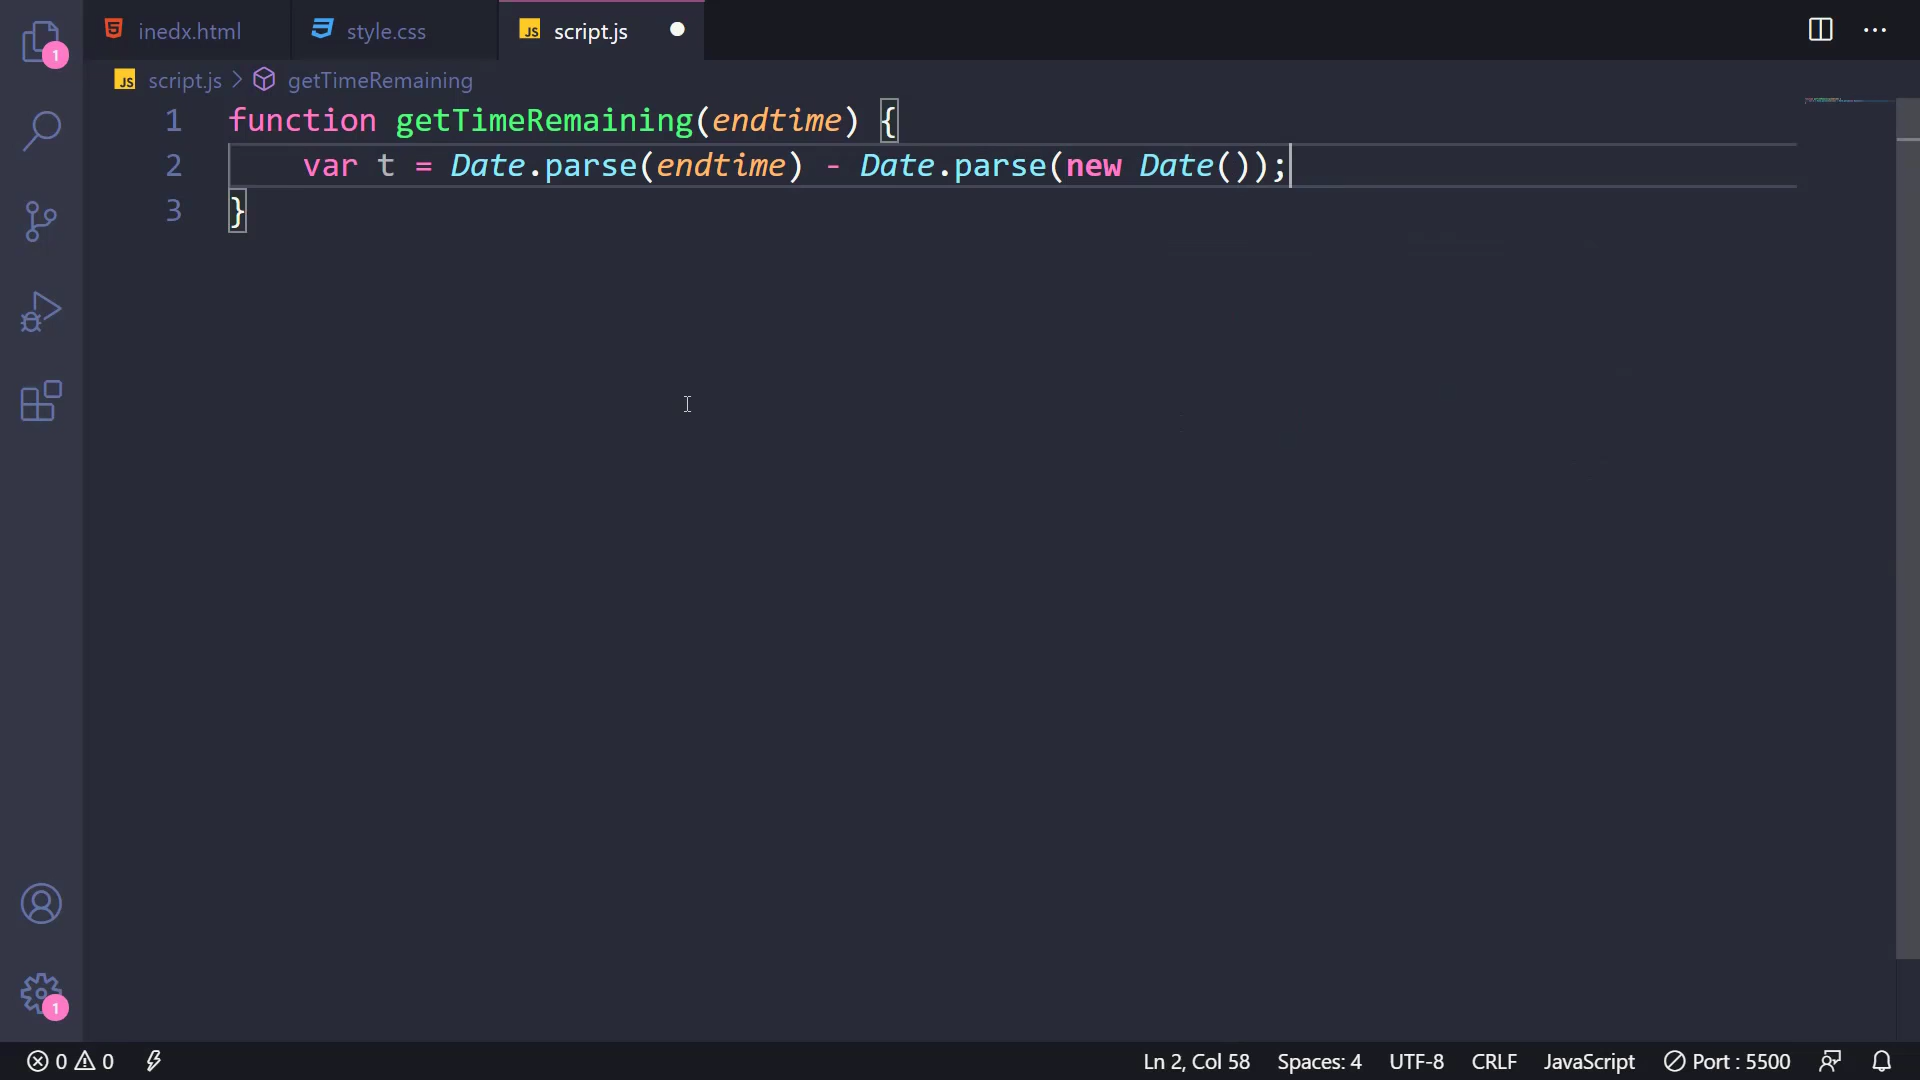 inedx.html style.css JS script.js
1
JS script.js > getTimeRemaining
1 function getTimeRemaining(endtime) {
2 var t = Date.parse(endtime) - Date.parse(new Date());
3 }
1
0 0 Ln 2, Col 58 Spaces: 4 UTF-8 CRLF JavaScript Port : 5500